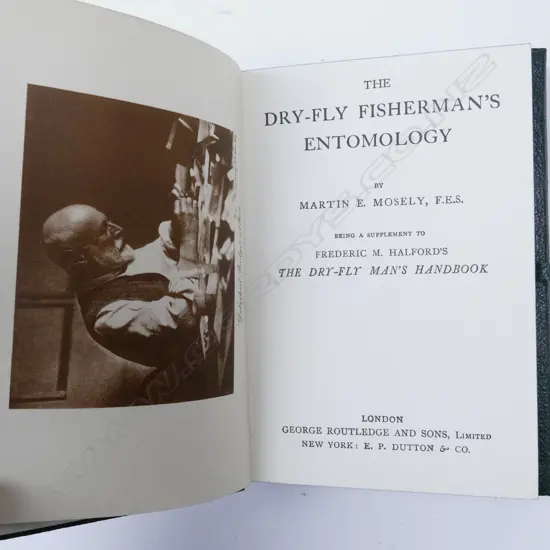 THE
DRY-FLY FISHERMAN'S
ENTOMOLOGY
BY
MARTIN E. MOSELY, F.E.S.
BEING A SUPPLEMENT TO
FREDERIC M. HALFORD'S
THE DRY-FLY MAN'S HANDBOOK
LONDON
GEORGE ROUTLEDGE AND SONS, LIMITED
NEW YORK: E. P. DUTTON & CO.